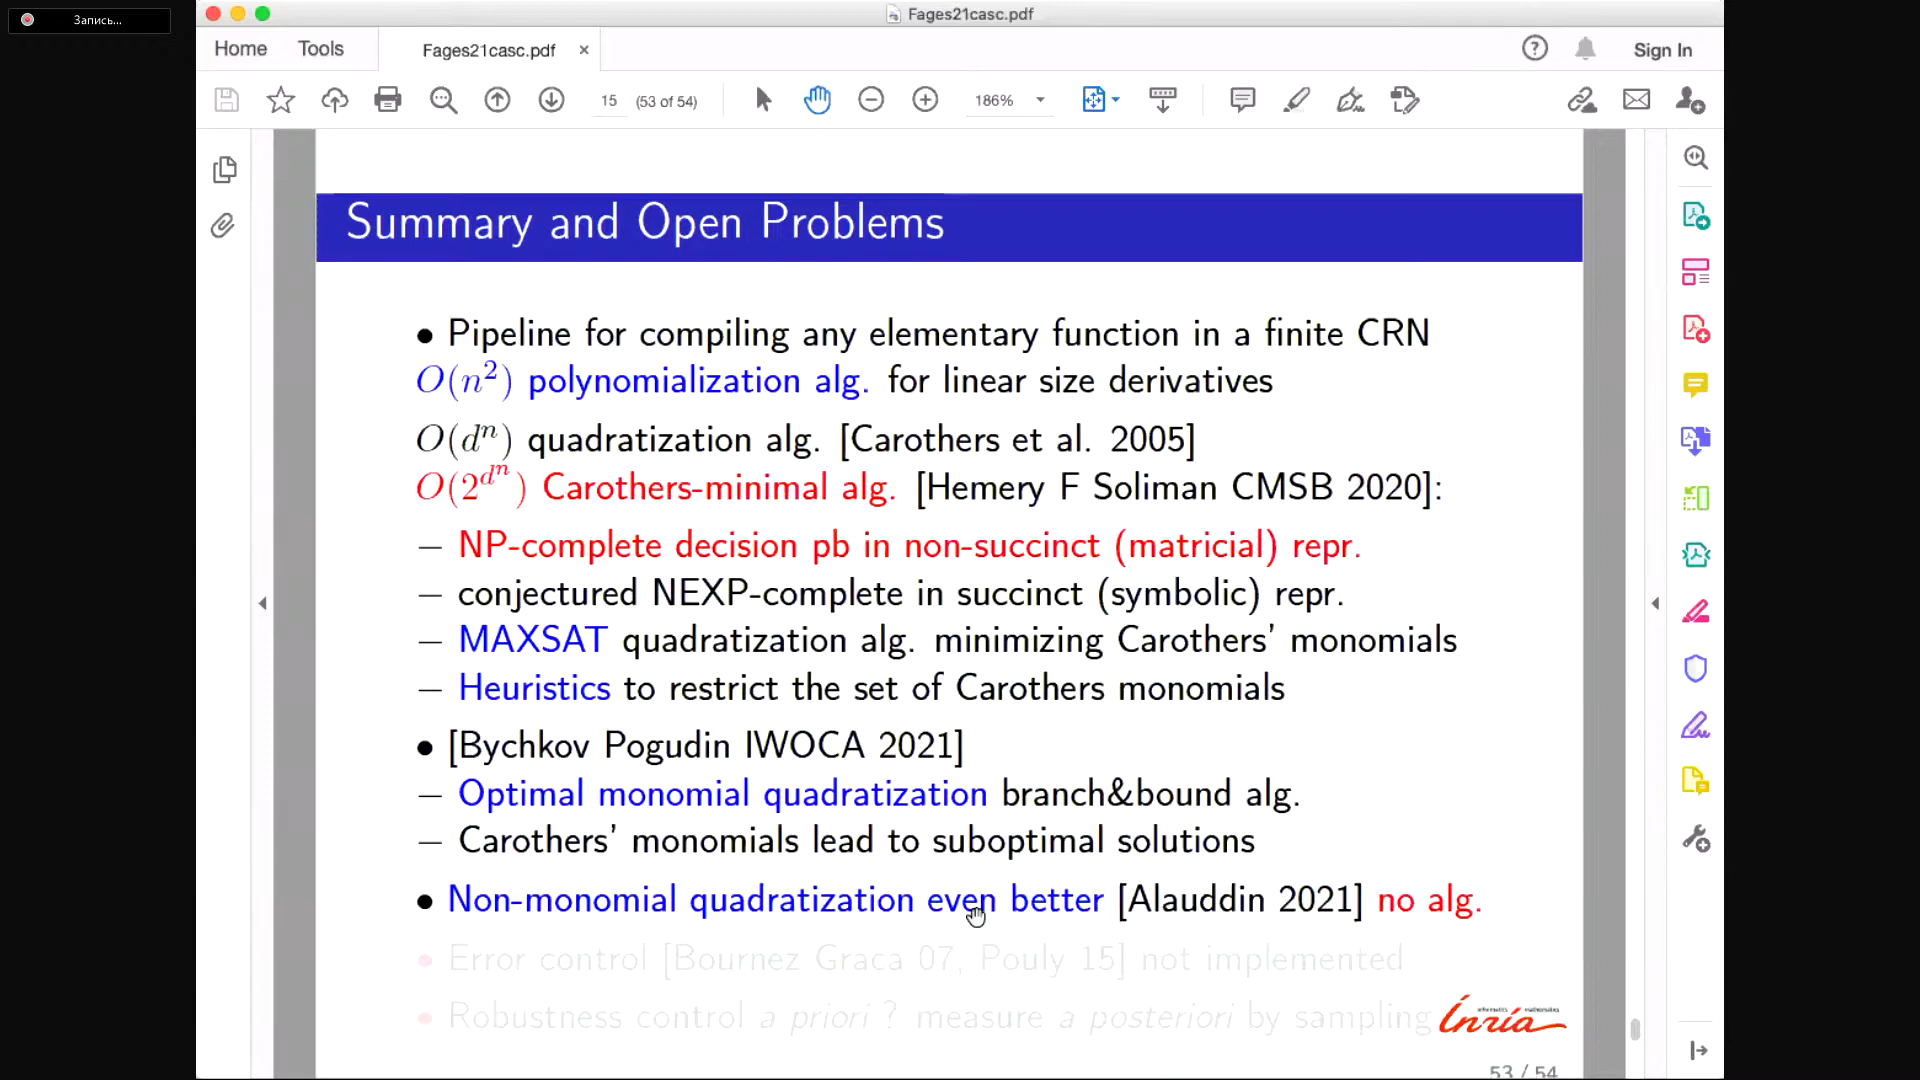 Запись...
Fages21casc.pdf
Home Tools Fages21casc.pdf × Sign In
15 (53 of 54) 186%
Summary and Open Problems
• Pipeline for compiling any elementary function in a finite CRN
O(n²) polynomialization alg. for linear size derivatives
O(dⁿ) quadratization alg. [Carothers et al. 2005]
O(2^{dⁿ}) Carothers-minimal alg. [Hemery F Soliman CMSB 2020]:
– NP-complete decision pb in non-succinct (matricial) repr.
– conjectured NEXP-complete in succinct (symbolic) repr.
– MAXSAT quadratization alg. minimizing Carothers' monomials
– Heuristics to restrict the set of Carothers monomials
• [Bychkov Pogudin IWOCA 2021]
– Optimal monomial quadratization branch&bound alg.
– Carothers' monomials lead to suboptimal solutions
• Non-monomial quadratization even better [Alauddin 2021] no alg.
• Error control [Bournez Graca 07, Pouly 15] not implemented
• Robustness control a priori ? measure a posteriori by sampling
Inria
53 / 54